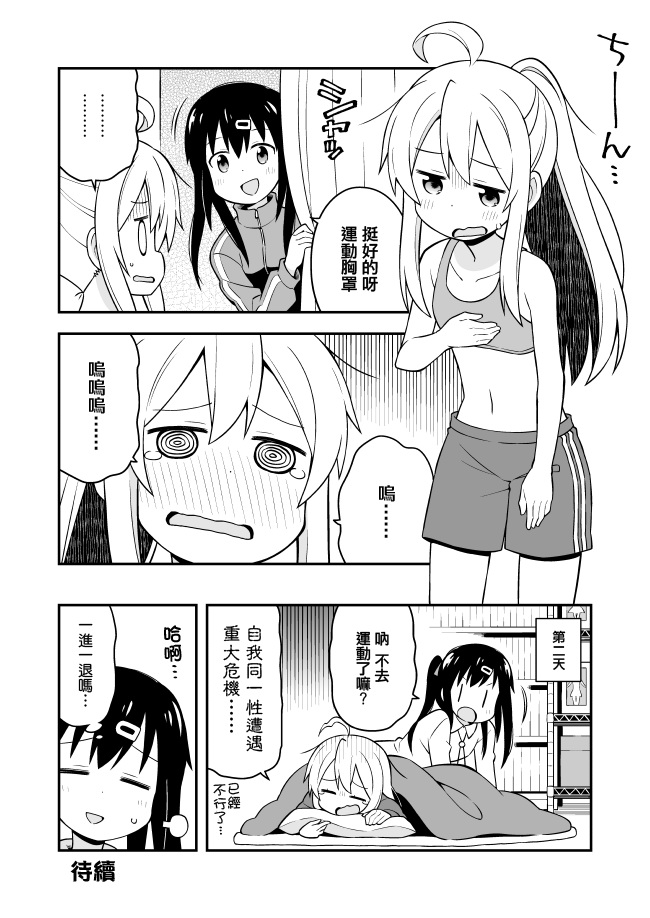 ちーん…
ミシャッ
挺好的呀
運動胸罩
………
嗚……
嗚嗚嗚……
第二天
吶 不去
運動了嘛?
自我同一性遭遇
重大危機……
已經
不行了…
哈啊…
一進一退嗎…
待續